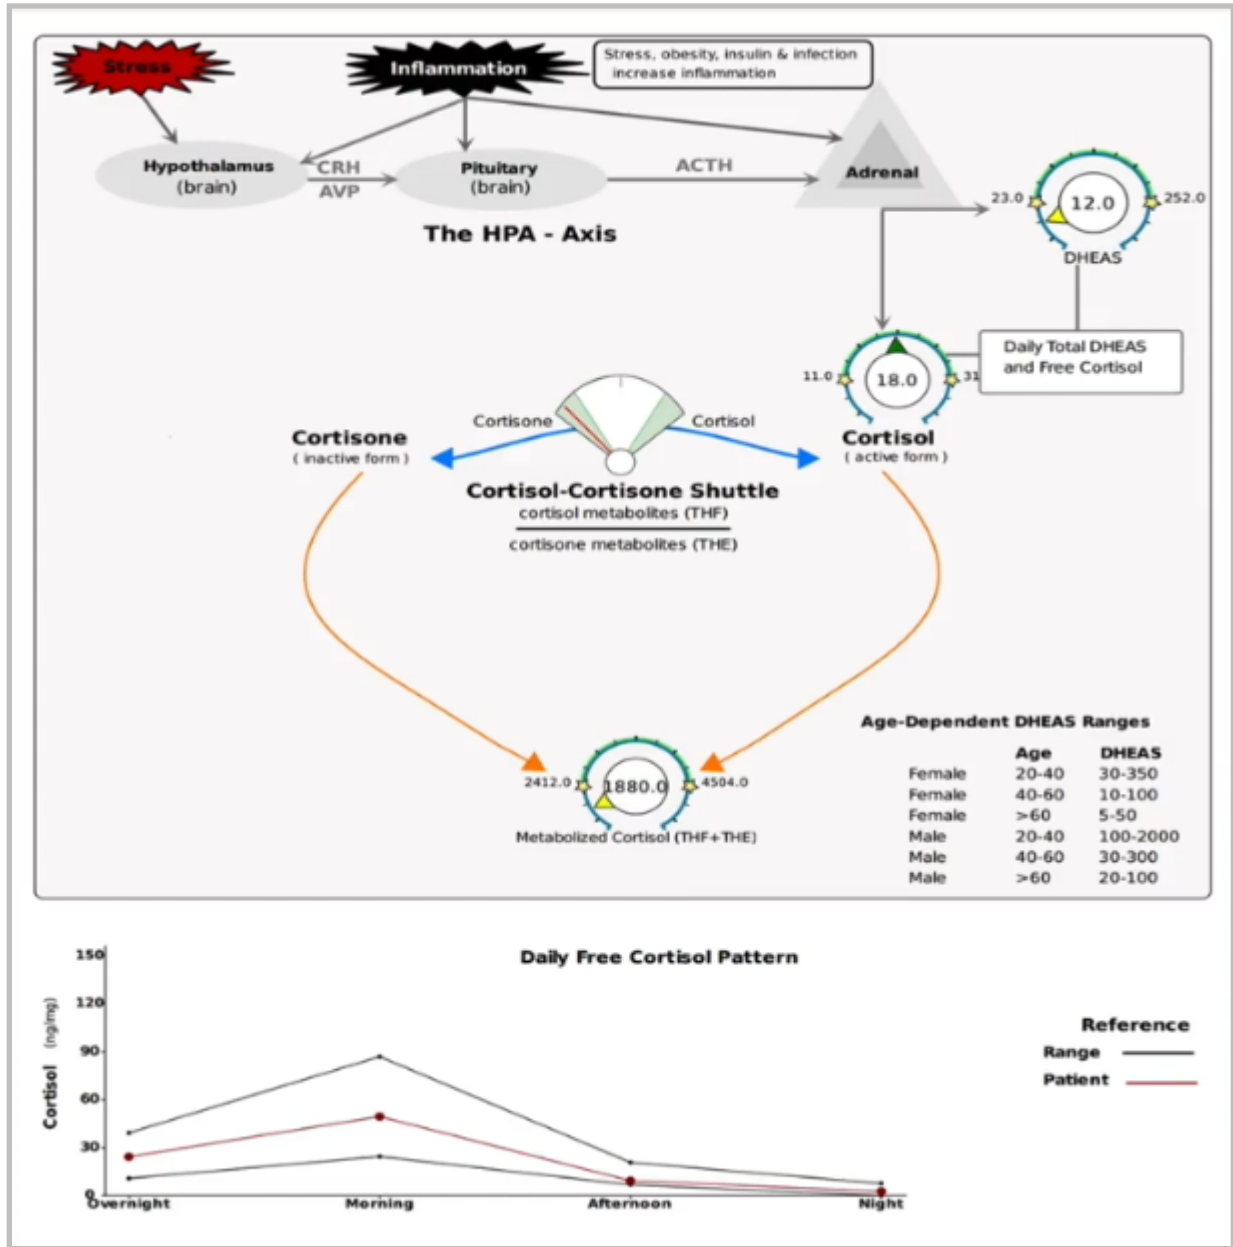 Stress
Inflammation
Stress, obesity, insulin & infection
increase inflammation
Hypothalamus
(brain)
CRH
AVP
Pituitary
(brain)
ACTH
Adrenal
The HPA - Axis
23.0
12.0
252.0
DHEAS
Daily Total DHEAS
and Free Cortisol
11.0
18.0
31
Cortisone
Cortisol
Cortisone
( inactive form )
Cortisol
( active form )
Cortisol-Cortisone Shuttle
cortisol metabolites (THF)
cortisone metabolites (THE)
2412.0
1880.0
4504.0
Metabolized Cortisol (THF+THE)
Age-Dependent DHEAS Ranges
Age DHEAS
Female 20-40 30-350
Female 40-60 10-100
Female >60 5-50
Male 20-40 100-2000
Male 40-60 30-300
Male >60 20-100
Daily Free Cortisol Pattern
Cortisol (ng/mg)
150
120
90
60
30
0
Overnight Morning Afternoon Night
Reference
Range
Patient